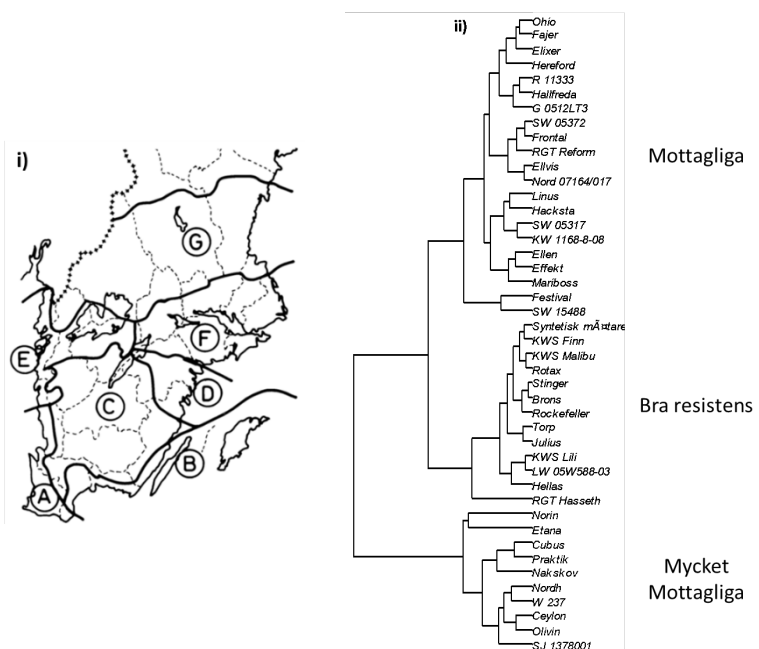 i)
G
F
E
D
C
B
A
ii)
Ohio
Fajer
Elixer
Hereford
R 11333
Hallfreda
G 0512LT3
SW 05372
Frontal
RGT Reform
Ellvis
Nord 07164/017
Linus
Hacksta
SW 05317
KW 1168-8-08
Ellen
Effekt
Mariboss
Festival
SW 15488
Syntetisk mÃ¤tare
KWS Finn
KWS Malibu
Rotax
Stinger
Brons
Rockefeller
Torp
Julius
KWS Lili
LW 05W588-03
Hellas
RGT Hasseth
Norin
Etana
Cubus
Praktik
Nakskov
Nordh
W 237
Ceylon
Olivin
SJ 1378001
Mottagliga
Bra resistens
Mycket
Mottagliga